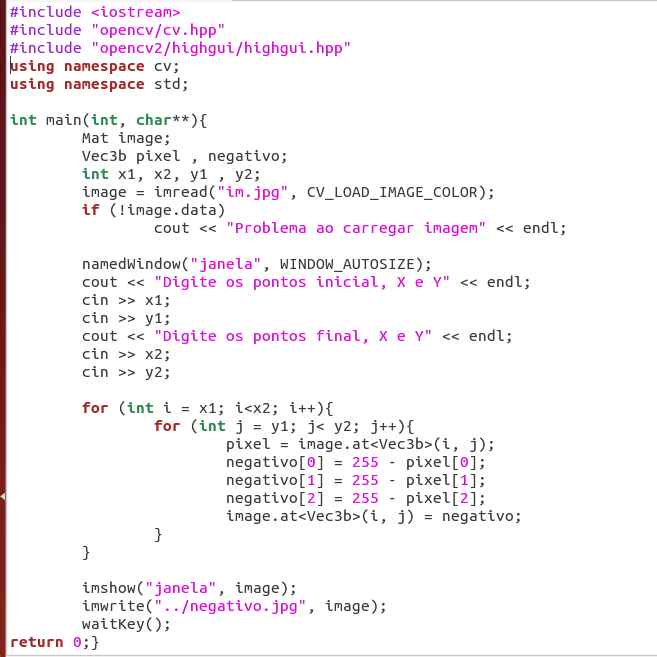 #include <iostream>
#include "opencv/cv.hpp"
#include "opencv2/highgui/highgui.hpp"
using namespace cv;
using namespace std;

int main(int, char**){
        Mat image;
        Vec3b pixel , negativo;
        int x1, x2, y1 , y2;
        image = imread("im.jpg", CV_LOAD_IMAGE_COLOR);
        if (!image.data)
                cout << "Problema ao carregar imagem" << endl;

        namedWindow("janela", WINDOW_AUTOSIZE);
        cout << "Digite os pontos inicial, X e Y" << endl;
        cin >> x1;
        cin >> y1;
        cout << "Digite os pontos final, X e Y" << endl;
        cin >> x2;
        cin >> y2;

        for (int i = x1; i<x2; i++){
                for (int j = y1; j< y2; j++){
                        pixel = image.at<Vec3b>(i, j);
                        negativo[0] = 255 - pixel[0];
                        negativo[1] = 255 - pixel[1];
                        negativo[2] = 255 - pixel[2];
                        image.at<Vec3b>(i, j) = negativo;
                }
        }

        imshow("janela", image);
        imwrite("../negativo.jpg", image);
        waitKey();
return 0;}